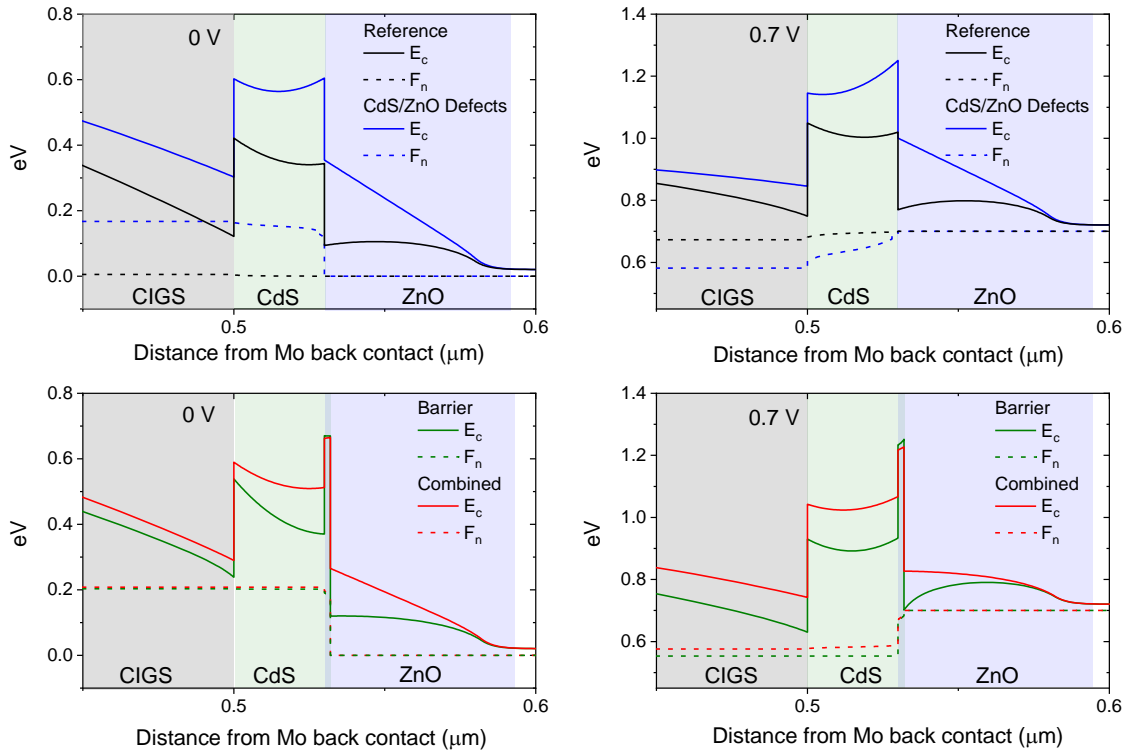 0.8
0.6
0.4
0.2
0.0
eV
0 V
Reference
E_c
F_n
CdS/ZnO Defects
E_c
F_n
CIGS CdS ZnO
0.5 0.6
Distance from Mo back contact (μm)
1.4
1.2
1.0
0.8
0.6
eV
0.7 V
Reference
E_c
F_n
CdS/ZnO Defects
E_c
F_n
CIGS CdS ZnO
0.5 0.6
Distance from Mo back contact (μm)
0.8
0.6
0.4
0.2
0.0
eV
0 V
Barrier
E_c
F_n
Combined
E_c
F_n
CIGS CdS ZnO
0.5 0.6
Distance from Mo back contact (μm)
1.4
1.2
1.0
0.8
0.6
eV
0.7 V
Barrier
E_c
F_n
Combined
E_c
F_n
CIGS CdS ZnO
0.5 0.6
Distance from Mo back contact (μm)